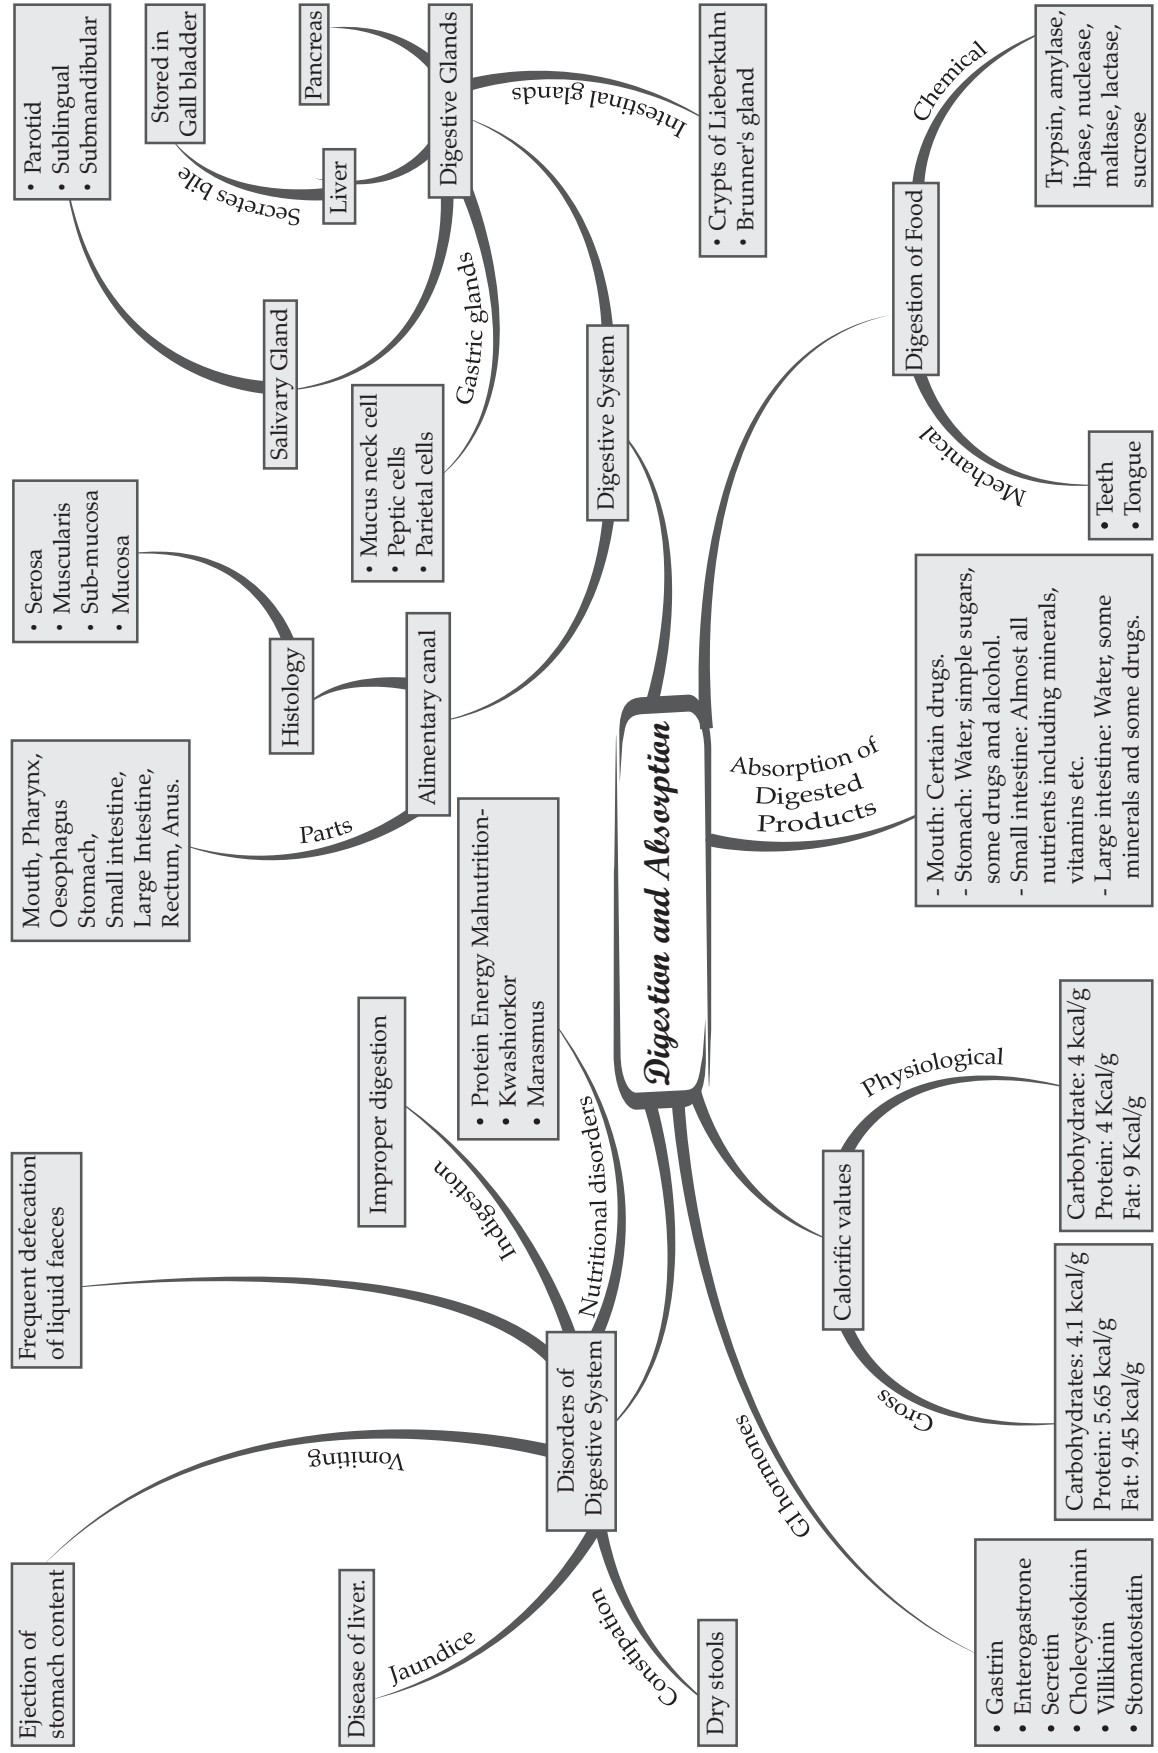 Digestion and Absorption
Digestive System
Alimentary canal
Parts
Mouth, Pharynx,
Oesophagus
Stomach,
Small intestine,
Large Intestine,
Rectum, Anus.
Histology
• Serosa
• Muscularis
• Sub-mucosa
• Mucosa
Digestive Glands
Salivary Gland
• Parotid
• Sublingual
• Submandibular
Gastric glands
• Mucus neck cell
• Peptic cells
• Parietal cells
Liver
Secretes bile
Stored in
Gall bladder
Pancreas
Intestinal glands
• Crypts of Lieberkuhn
• Brunner's gland
Digestion of Food
Mechanical
• Teeth
• Tongue
Chemical
Trypsin, amylase,
lipase, nuclease,
maltase, lactase,
sucrose
Absorption of
Digested
Products
- Mouth: Certain drugs.
- Stomach: Water, simple sugars,
some drugs and alcohol.
- Small intestine: Almost all
nutrients including minerals,
vitamins etc.
- Large intestine: Water, some
minerals and some drugs.
Calorific values
Physiological
Carbohydrate: 4 kcal/g
Protein: 4 Kcal/g
Fat: 9 Kcal/g
Gross
Carbohydrates: 4.1 kcal/g
Protein: 5.65 kcal/g
Fat: 9.45 kcal/g
GI hormones
• Gastrin
• Enterogastrone
• Secretin
• Cholecystokinin
• Villikinin
• Stomatostatin
Disorders of
Digestive System
Nutritional disorders
• Protein Energy Malnutrition-
• Kwashiorkor
• Marasmus
Indigestion
Improper digestion
Frequent defecation
of liquid faeces
Vomiting
Ejection of
stomach content
Jaundice
Disease of liver.
Constipation
Dry stools